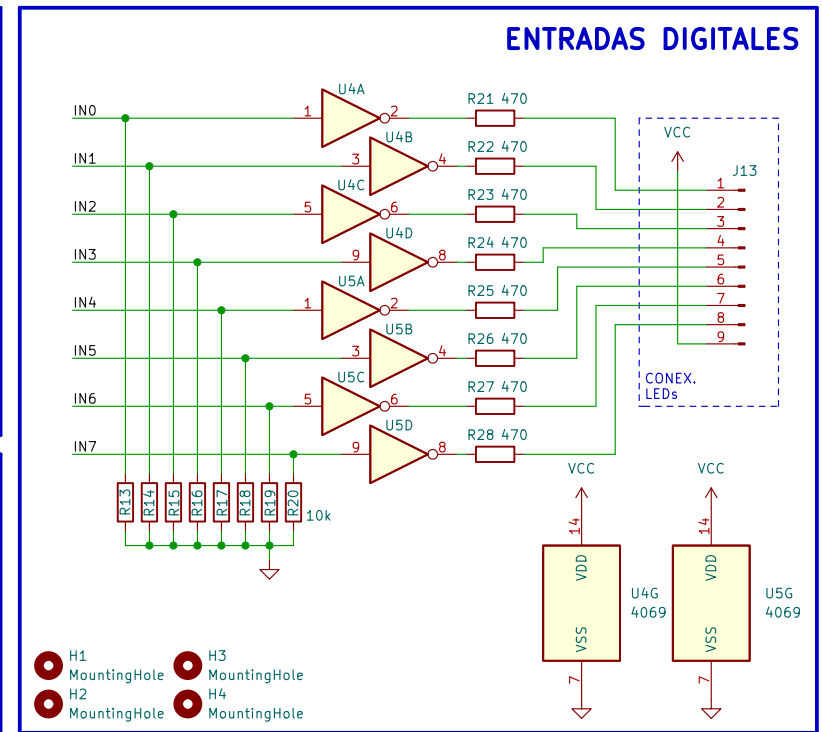 ENTRADAS DIGITALES
U4A
IN0
1
2
R21 470
U4B
IN1
3
4
R22 470
U4C
IN2
5
6
R23 470
U4D
IN3
9
8
R24 470
U5A
IN4
1
2
R25 470
U5B
IN5
3
4
R26 470
U5C
IN6
5
6
R27 470
U5D
IN7
9
8
R28 470
VCC
J13
1
2
3
4
5
6
7
8
9
CONEX.
LEDs
R13
R14
R15
R16
R17
R18
R19
R20
10k
VCC
14
VDD
VSS
7
U4G
4069
VCC
14
VDD
VSS
7
U5G
4069
H1
MountingHole
H2
MountingHole
H3
MountingHole
H4
MountingHole